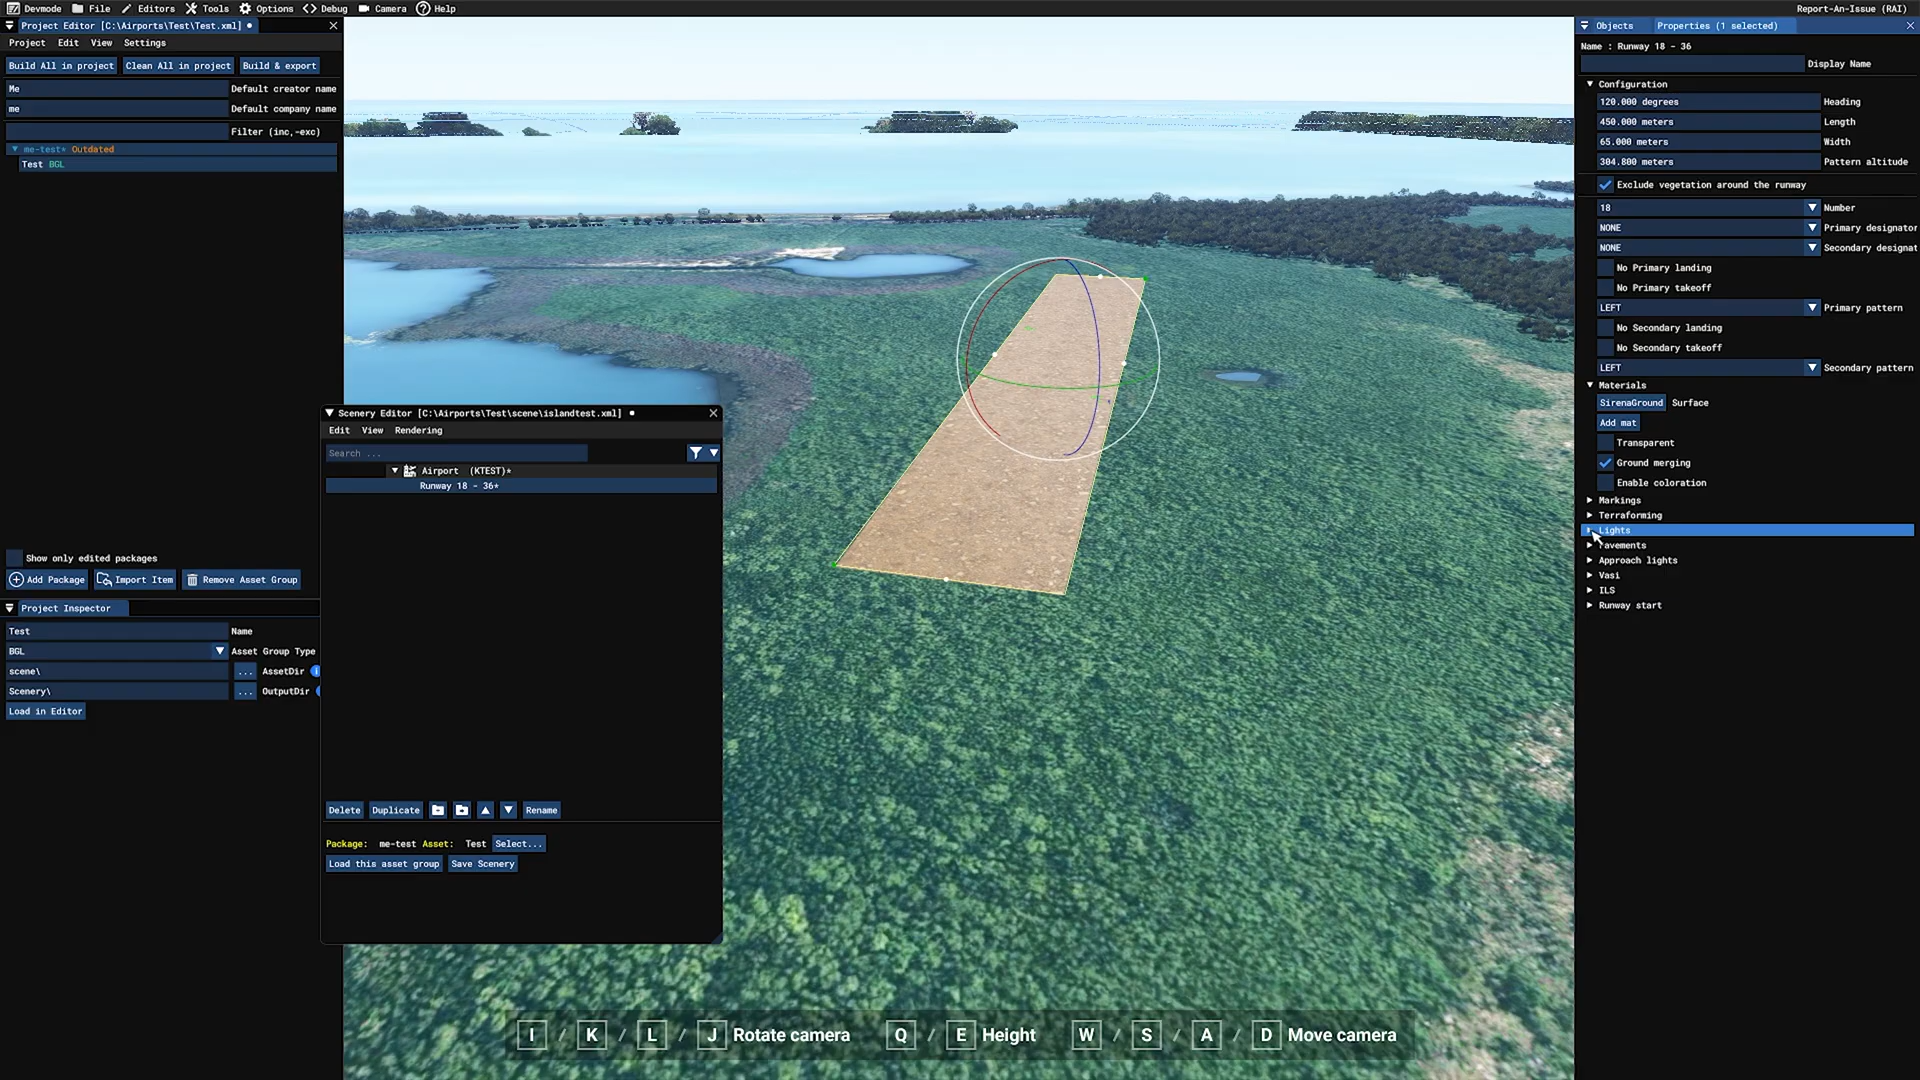 Devmode File Editors Tools Options Debug Camera Help Report-An-Issue (RAI)
Project Editor [C:\Airports\Test\Test.xml]
Project Edit View Settings
Build All in project Clean All in project Build & export
Me Default creator name
me Default company name
Filter (inc,-exc)
me-test* Outdated
Test BGL
Show only edited packages
Add Package Import Item Remove Asset Group
Project Inspector
Test Name
BGL Asset Group Type
scene\ ... AssetDir
Scenery\ ... OutputDir
Load in Editor
Scenery Editor [C:\Airports\Test\scene\islandtest.xml]
Edit View Rendering
Search ...
Airport (KTEST)*
Runway 18 - 36*
Delete Duplicate Rename
Package: me-test Asset: Test Select...
Load this asset group Save Scenery
I / K / L / J Rotate camera Q / E Height W / S / A / D Move camera
Objects Properties (1 selected)
Name : Runway 18 - 36
Display Name
Configuration
120.000 degrees Heading
450.000 meters Length
65.000 meters Width
304.800 meters Pattern altitude
Exclude vegetation around the runway
18 Number
NONE Primary designator
NONE Secondary designat
No Primary landing
No Primary takeoff
LEFT Primary pattern
No Secondary landing
No Secondary takeoff
LEFT Secondary pattern
Materials
SirenaGround Surface
Add mat
Transparent
Ground merging
Enable coloration
Markings
Terraforming
Lights
avements
Approach lights
Vasi
ILS
Runway start